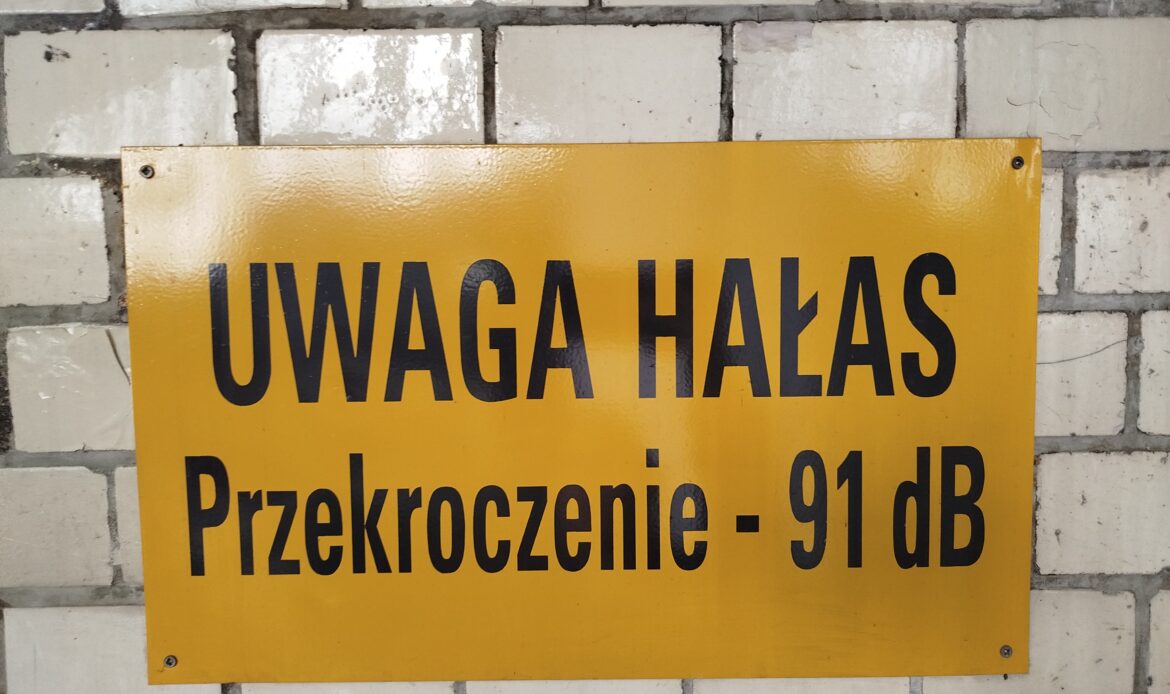 UWAGA HAŁAS
Przekroczenie - 91 dB